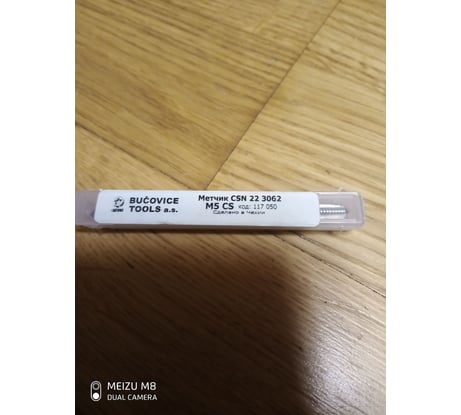 BUČOVICE
TOOLS a.s.
Метчик CSN 22 3062
M5 CS код: 117 050
Сделано в Чехии
MEIZU M8
DUAL CAMERA